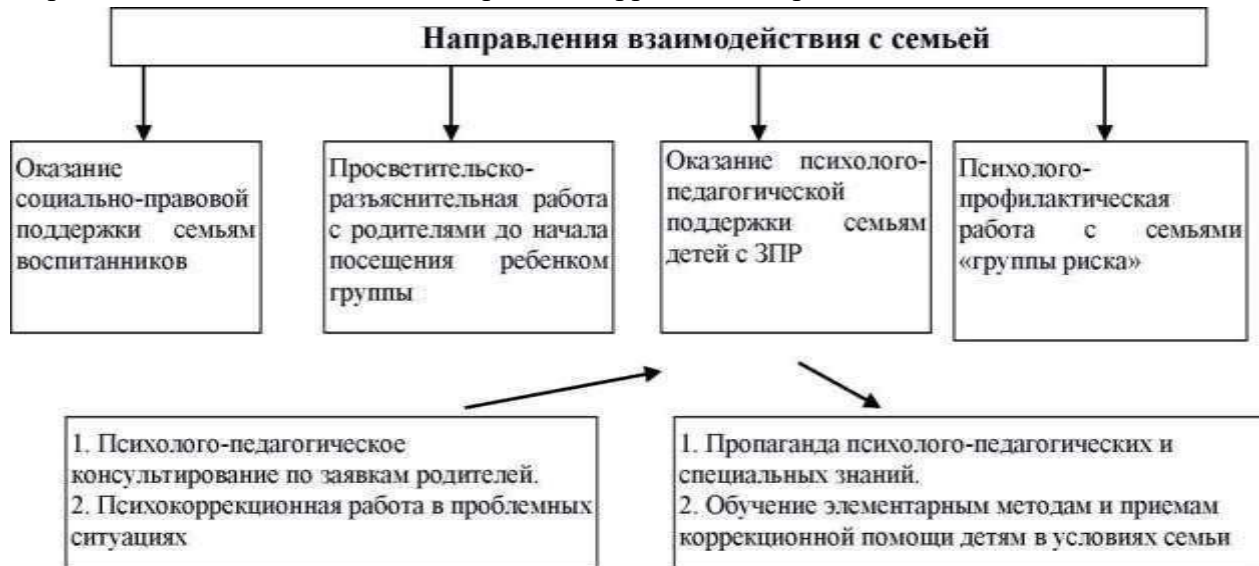 Направления взаимодействия с семьей
Оказание
социально-правовой
поддержки семьям
воспитанников
Просветительско-
разъяснительная работа
с родителями до начала
посещения ребенком
группы
Оказание психолого-
педагогической
поддержки семьям
детей с ЗПР
Психолого-
профилактическая
работа с семьями
«группы риска»
1. Психолого-педагогическое
консультирование по заявкам родителей.
2. Психокоррекционная работа в проблемных
ситуациях
1. Пропаганда психолого-педагогических и
специальных знаний.
2. Обучение элементарным методам и приемам
коррекционной помощи детям в условиях семьи